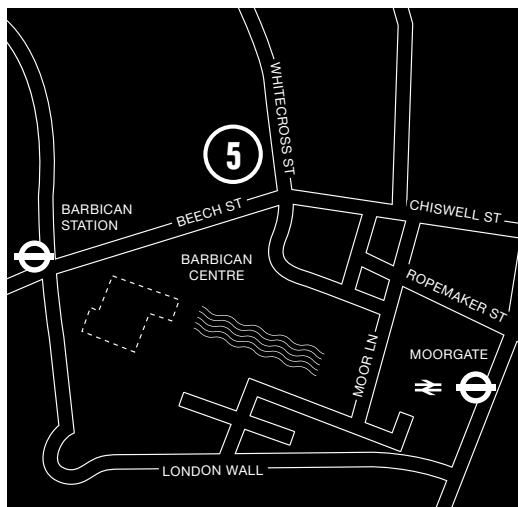 WHITECROSS ST
5
BARBICAN
STATION
BEECH ST
CHISWELL ST
BARBICAN
CENTRE
ROPEMAKER ST
MOORGATE
MOOR LN
LONDON WALL